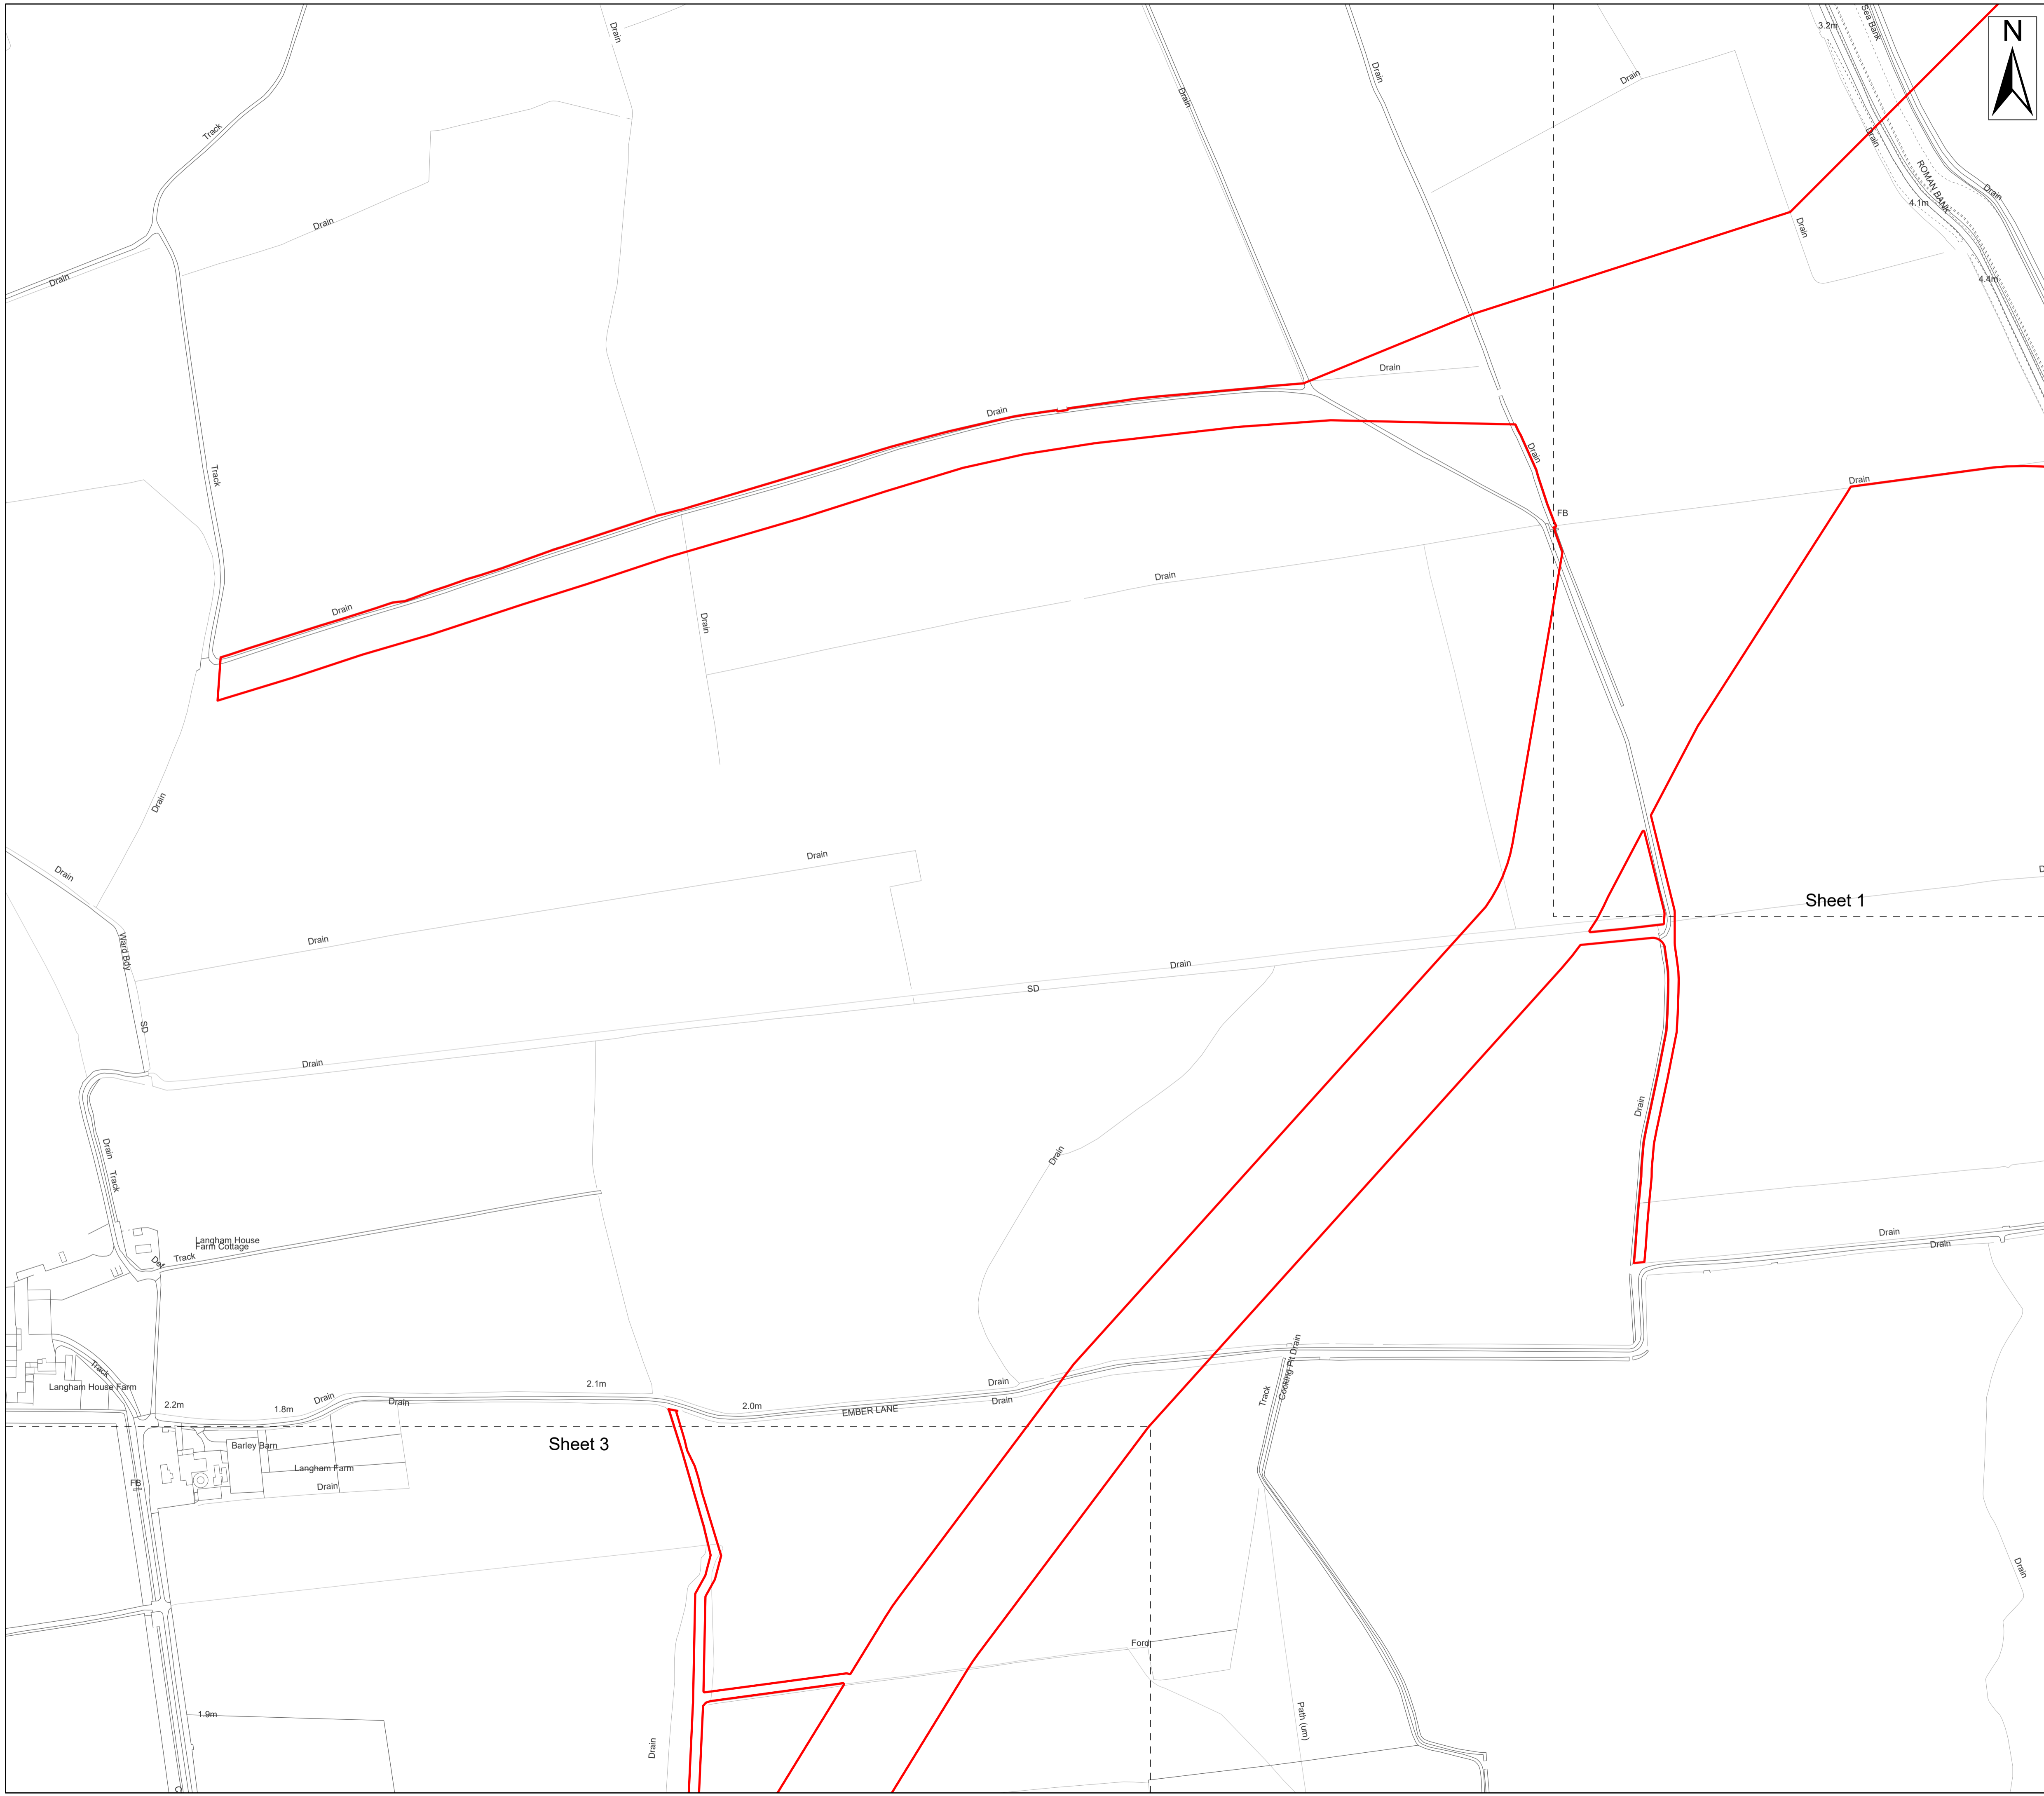 Drain
3.2m
Sea Bank
N
Drain
Drain
Drain
Track
Drain
ROMAN BANK
Drain
4.1m
Drain
Drain
Drain
4.4m
Drain
Drain
Drain
Track
Drain
Drain
FB
Drain
Drain
Drain
Drain
Drain
Drain
Sheet 1
Drain
Ward Bdy
Drain
SD
SD
Drain
Drain
Drain
Drain
Track
Langham House
Farm Cottage
Def
Track
Drain
Drain
Cocking Pit Drain
Track
Track
Langham House Farm
2.2m
1.8m
Drain
Drain
2.1m
2.0m
Drain
Drain
EMBER LANE
Sheet 3
Barley Barn
Langham Farm
FB
Drain
Drain
Ford
Path (um)
1.9m
Drain